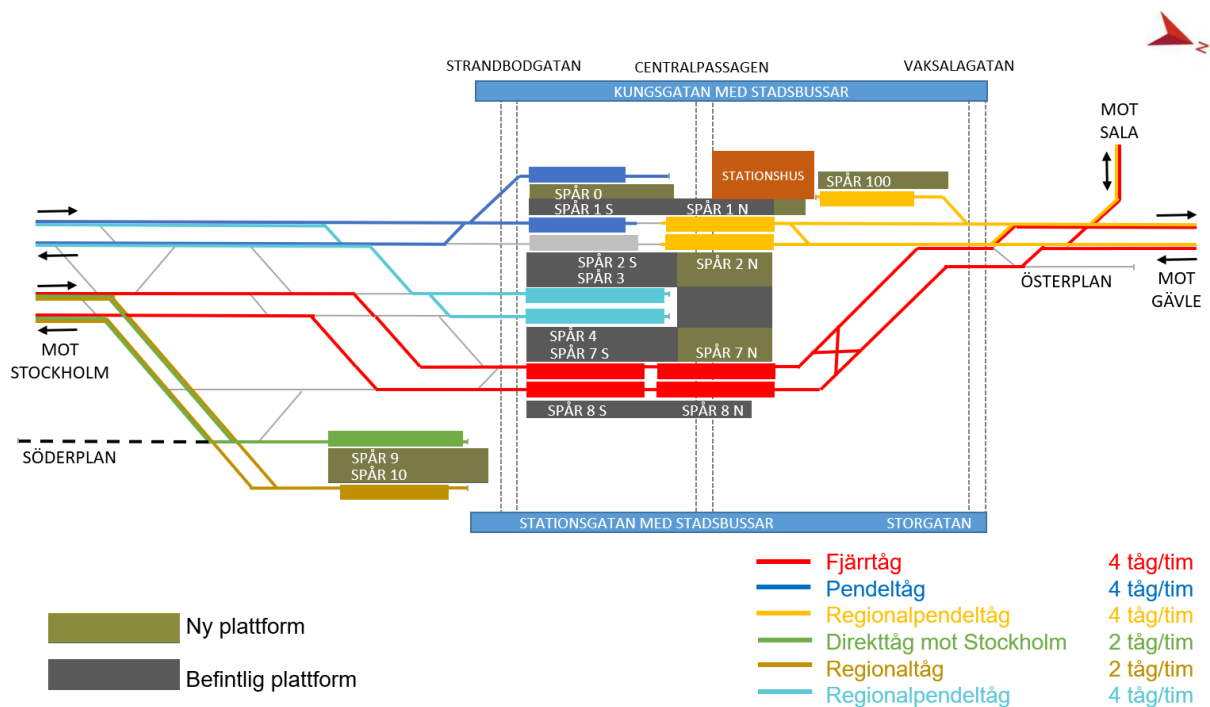 N
STRANDBODGATAN
CENTRALPASSAGEN
VAKSALAGATAN
KUNGSGATAN MED STADSBUSSAR
MOT
SALA
STATIONSHUS
SPÅR 100
SPÅR 0
SPÅR 1 S
SPÅR 1 N
SPÅR 2 S
SPÅR 2 N
SPÅR 3
ÖSTERPLAN
MOT
GÄVLE
SPÅR 4
SPÅR 7 S
SPÅR 7 N
MOT
STOCKHOLM
SPÅR 8 S
SPÅR 8 N
SÖDERPLAN
SPÅR 9
SPÅR 10
STATIONSGATAN MED STADSBUSSAR
STORGATAN
Fjärrtåg 4 tåg/tim
Pendeltåg 4 tåg/tim
Regionalpendeltåg 4 tåg/tim
Direkttåg mot Stockholm 2 tåg/tim
Regionaltåg 2 tåg/tim
Regionalpendeltåg 4 tåg/tim
Ny plattform
Befintlig plattform